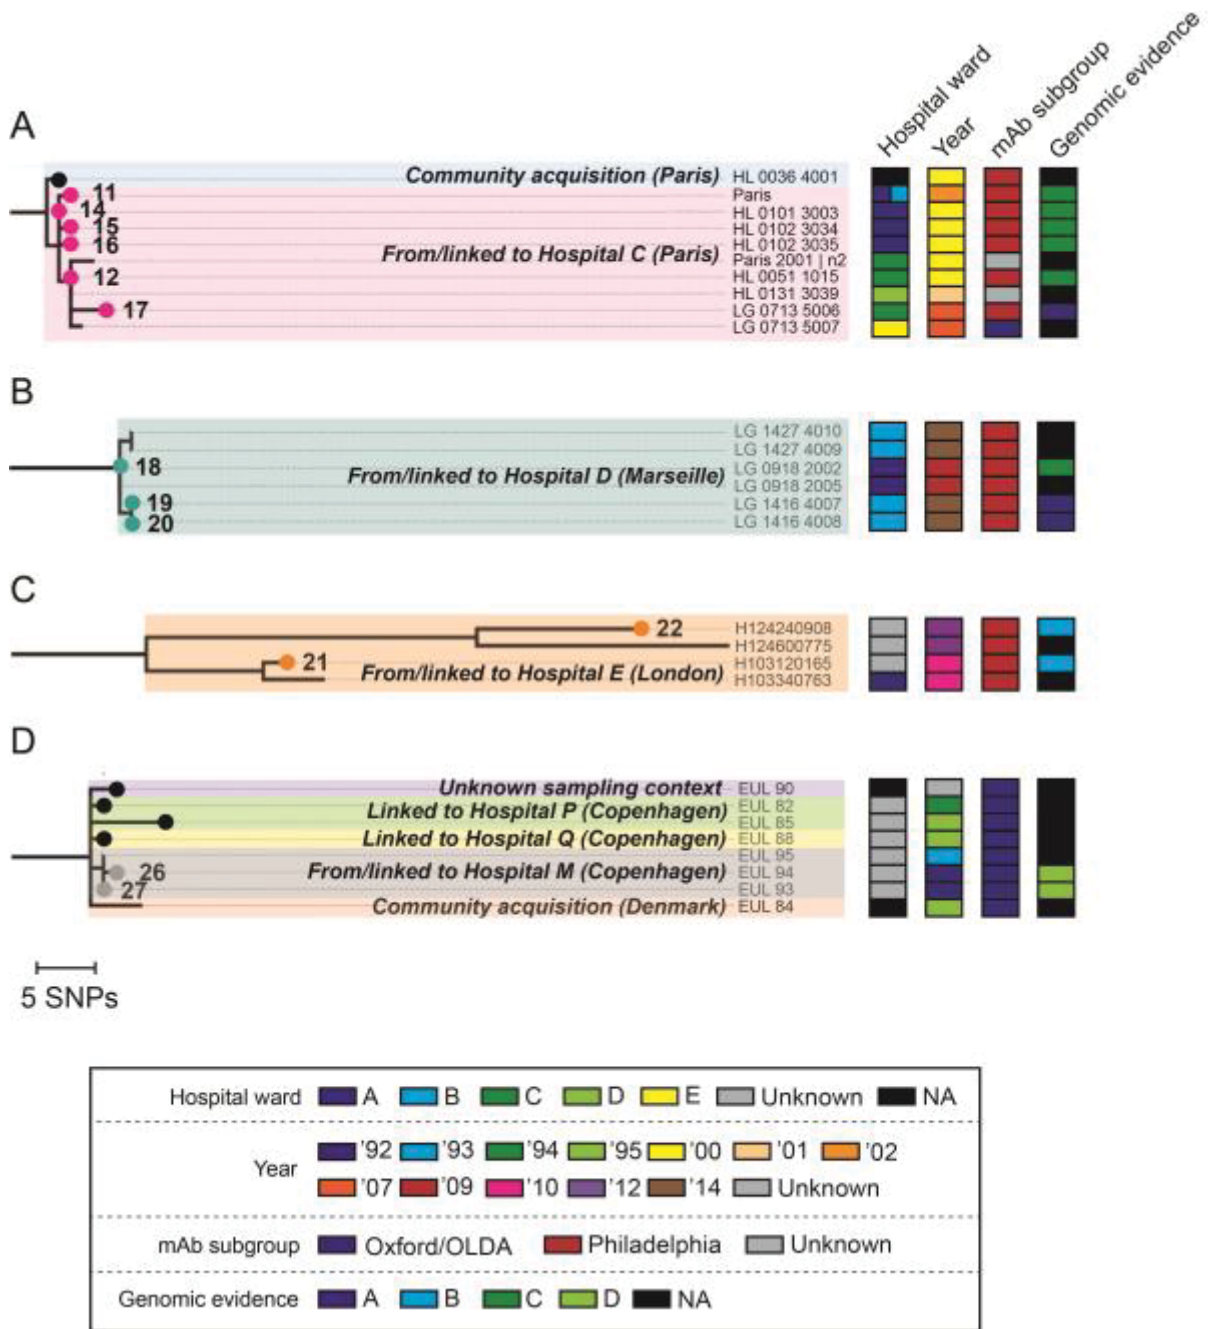 Hospital ward
Year
mAb subgroup
Genomic evidence
A
Community acquisition (Paris) HL 0036 4001
11 Paris
14 HL 0101 3003
15 HL 0102 3034
16 HL 0102 3035
From/linked to Hospital C (Paris)
Paris 2001 | n2
12 HL 0051 1015
HL 0131 3039
17 LG 0713 5006
LG 0713 5007
B
LG 1427 4010
LG 1427 4009
18 LG 0918 2002
From/linked to Hospital D (Marseille)
LG 0918 2005
19 LG 1416 4007
20 LG 1416 4008
C
22 H124240908
H124600775
21 H103120165
From/linked to Hospital E (London)
H103340763
D
Unknown sampling context EUL 90
EUL 82
Linked to Hospital P (Copenhagen)
EUL 85
Linked to Hospital Q (Copenhagen) EUL 88
EUL 95
26 From/linked to Hospital M (Copenhagen) EUL 94
27 EUL 93
Community acquisition (Denmark) EUL 84
5 SNPs
Hospital ward A B C D E Unknown NA
Year '92 '93 '94 '95 '00 '01 '02
'07 '09 '10 '12 '14 Unknown
mAb subgroup Oxford/OLDA Philadelphia Unknown
Genomic evidence A B C D NA